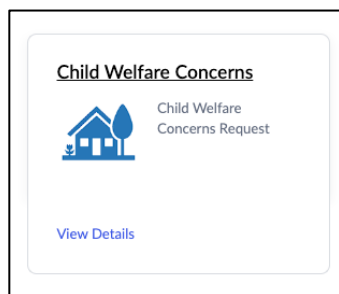 Child Welfare Concerns
Child Welfare
Concerns Request
View Details